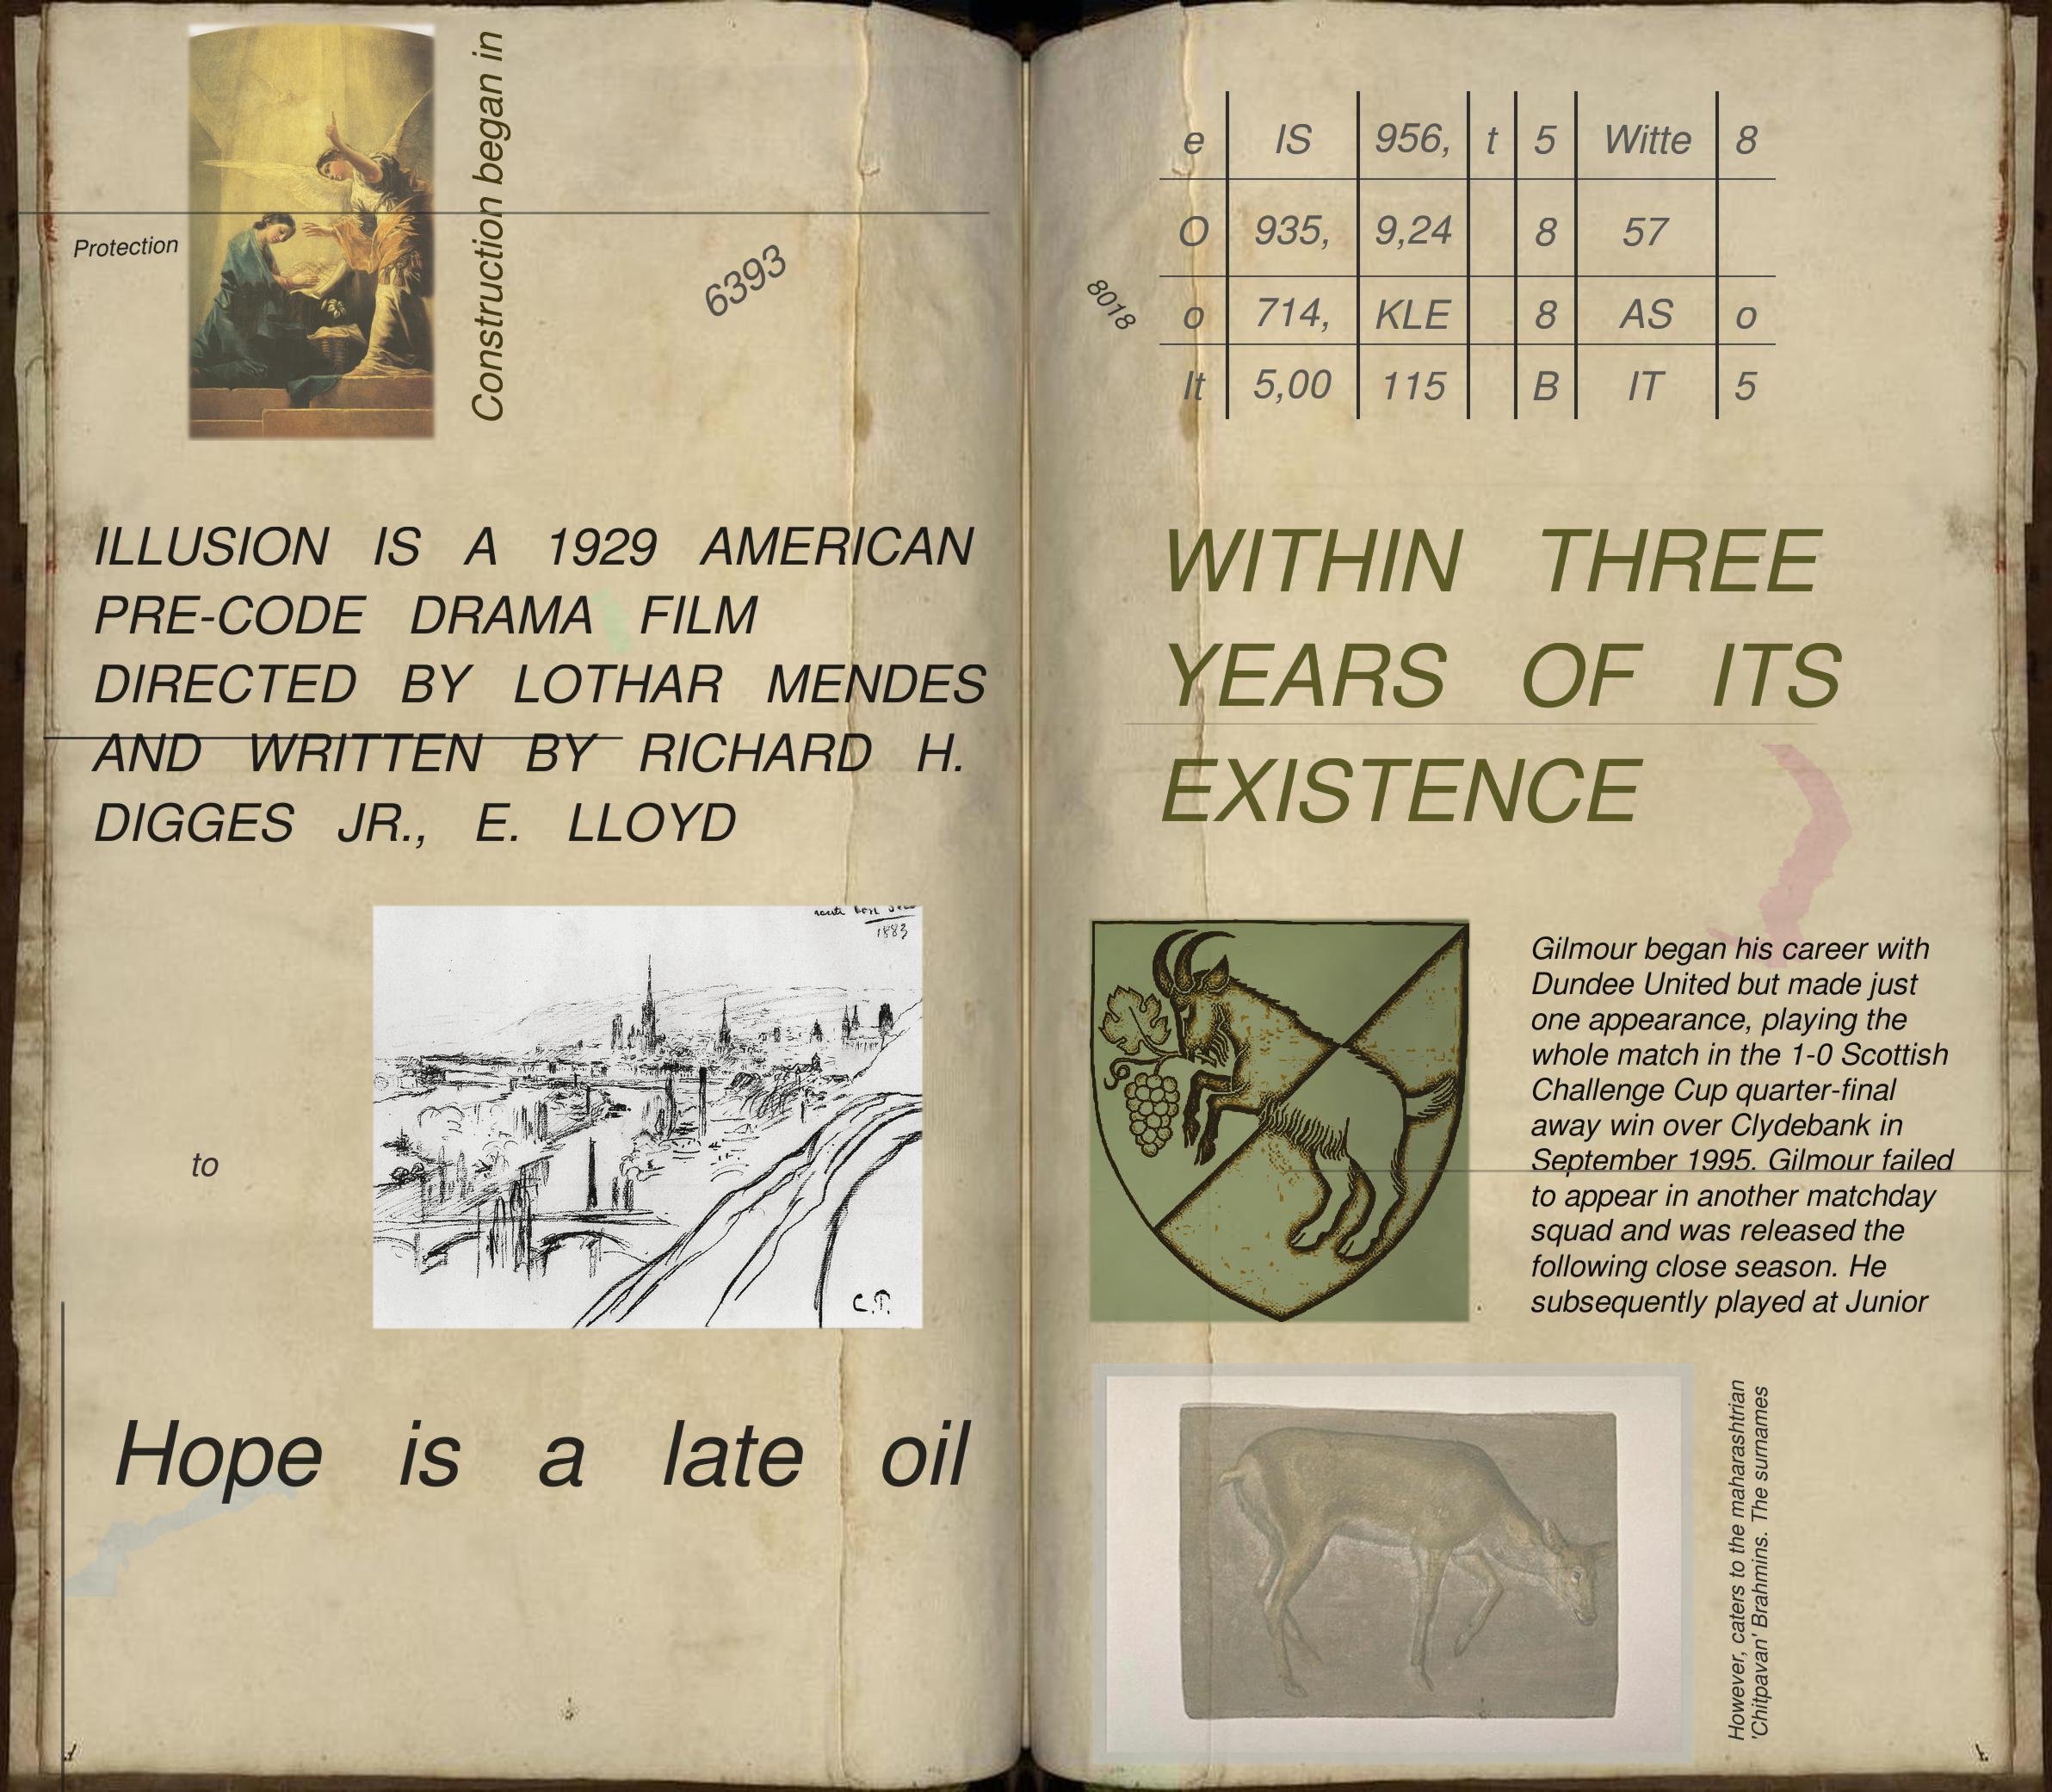 Construction began in
Protection
6393
ILLUSION IS A 1929 AMERICAN
PRE-CODE DRAMA FILM
DIRECTED BY LOTHAR MENDES
AND WRITTEN BY RICHARD H.
DIGGES JR., E. LLOYD
1883
to
C.P.
Hope is a late oil
e IS 956, t 5 Witte 8
O 935, 9,24 8 57
o 714, KLE 8 AS o
It 5,00 115 B IT 5
8018
WITHIN THREE
YEARS OF ITS
EXISTENCE
Gilmour began his career with
Dundee United but made just
one appearance, playing the
whole match in the 1-0 Scottish
Challenge Cup quarter-final
away win over Clydebank in
September 1995. Gilmour failed
to appear in another matchday
squad and was released the
following close season. He
subsequently played at Junior
However, caters to the maharashtrian
'Chitpavan' Brahmins. The surnames